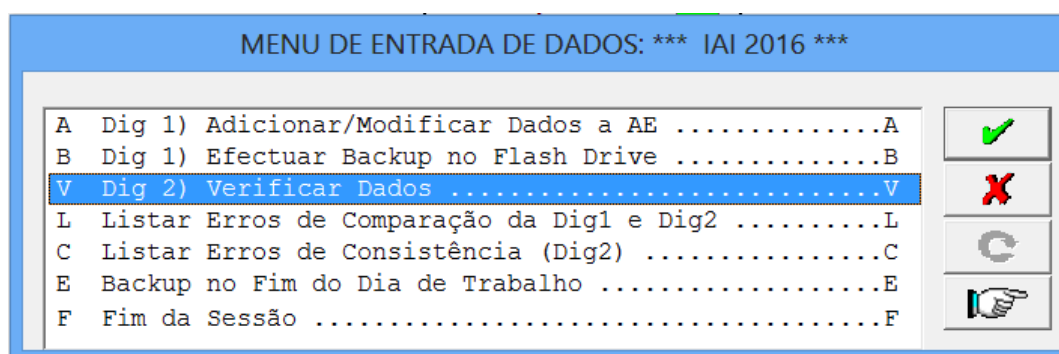 MENU DE ENTRADA DE DADOS: *** IAI 2016 ***
A Dig 1) Adicionar/Modificar Dados a AE ..............A
B Dig 1) Efectuar Backup no Flash Drive ..............B
V Dig 2) Verificar Dados .............................V
L Listar Erros de Comparação da Dig1 e Dig2 ..........L
C Listar Erros de Consistência (Dig2) ................C
E Backup no Fim do Dia de Trabalho ...................E
F Fim da Sessão ......................................F